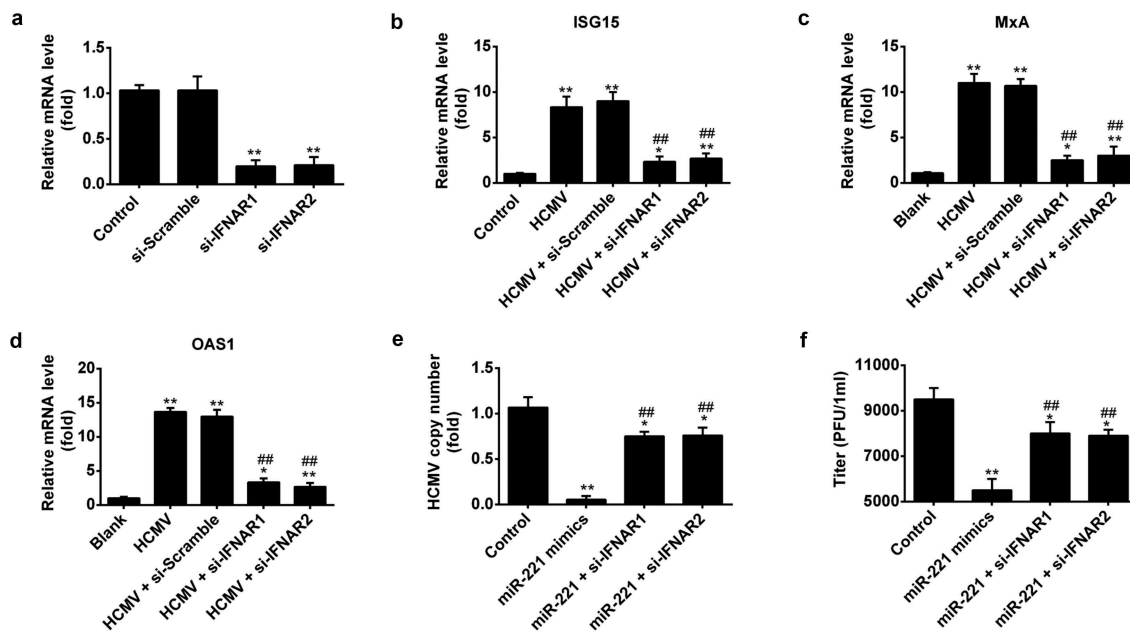 a
Relative mRNA levle
(fold)
1.5
1.0
0.5
0.0
**
**
Control
si-Scramble
si-IFNAR1
si-IFNAR2
b
ISG15
Relative mRNA levle
(fold)
15
10
5
0
**
**
##
*
##
**
Control
HCMV
HCMV + si-Scramble
HCMV + si-IFNAR1
HCMV + si-IFNAR2
c
MxA
Relative mRNA levle
(fold)
15
10
5
0
**
**
##
*
##
**
Blank
HCMV
HCMV + si-Scramble
HCMV + si-IFNAR1
HCMV + si-IFNAR2
d
OAS1
Relative mRNA levle
(fold)
20
15
10
5
0
**
**
##
*
##
**
Blank
HCMV
HCMV + si-Scramble
HCMV + si-IFNAR1
HCMV + si-IFNAR2
e
HCMV copy number
(fold)
1.5
1.0
0.5
0.0
**
##
*
##
*
Control
miR-221 mimics
miR-221 + si-IFNAR1
miR-221 + si-IFNAR2
f
Titer (PFU/1ml)
11000
9000
7000
5000
**
##
*
##
*
Control
miR-221 mimics
miR-221 + si-IFNAR1
miR-221 + si-IFNAR2